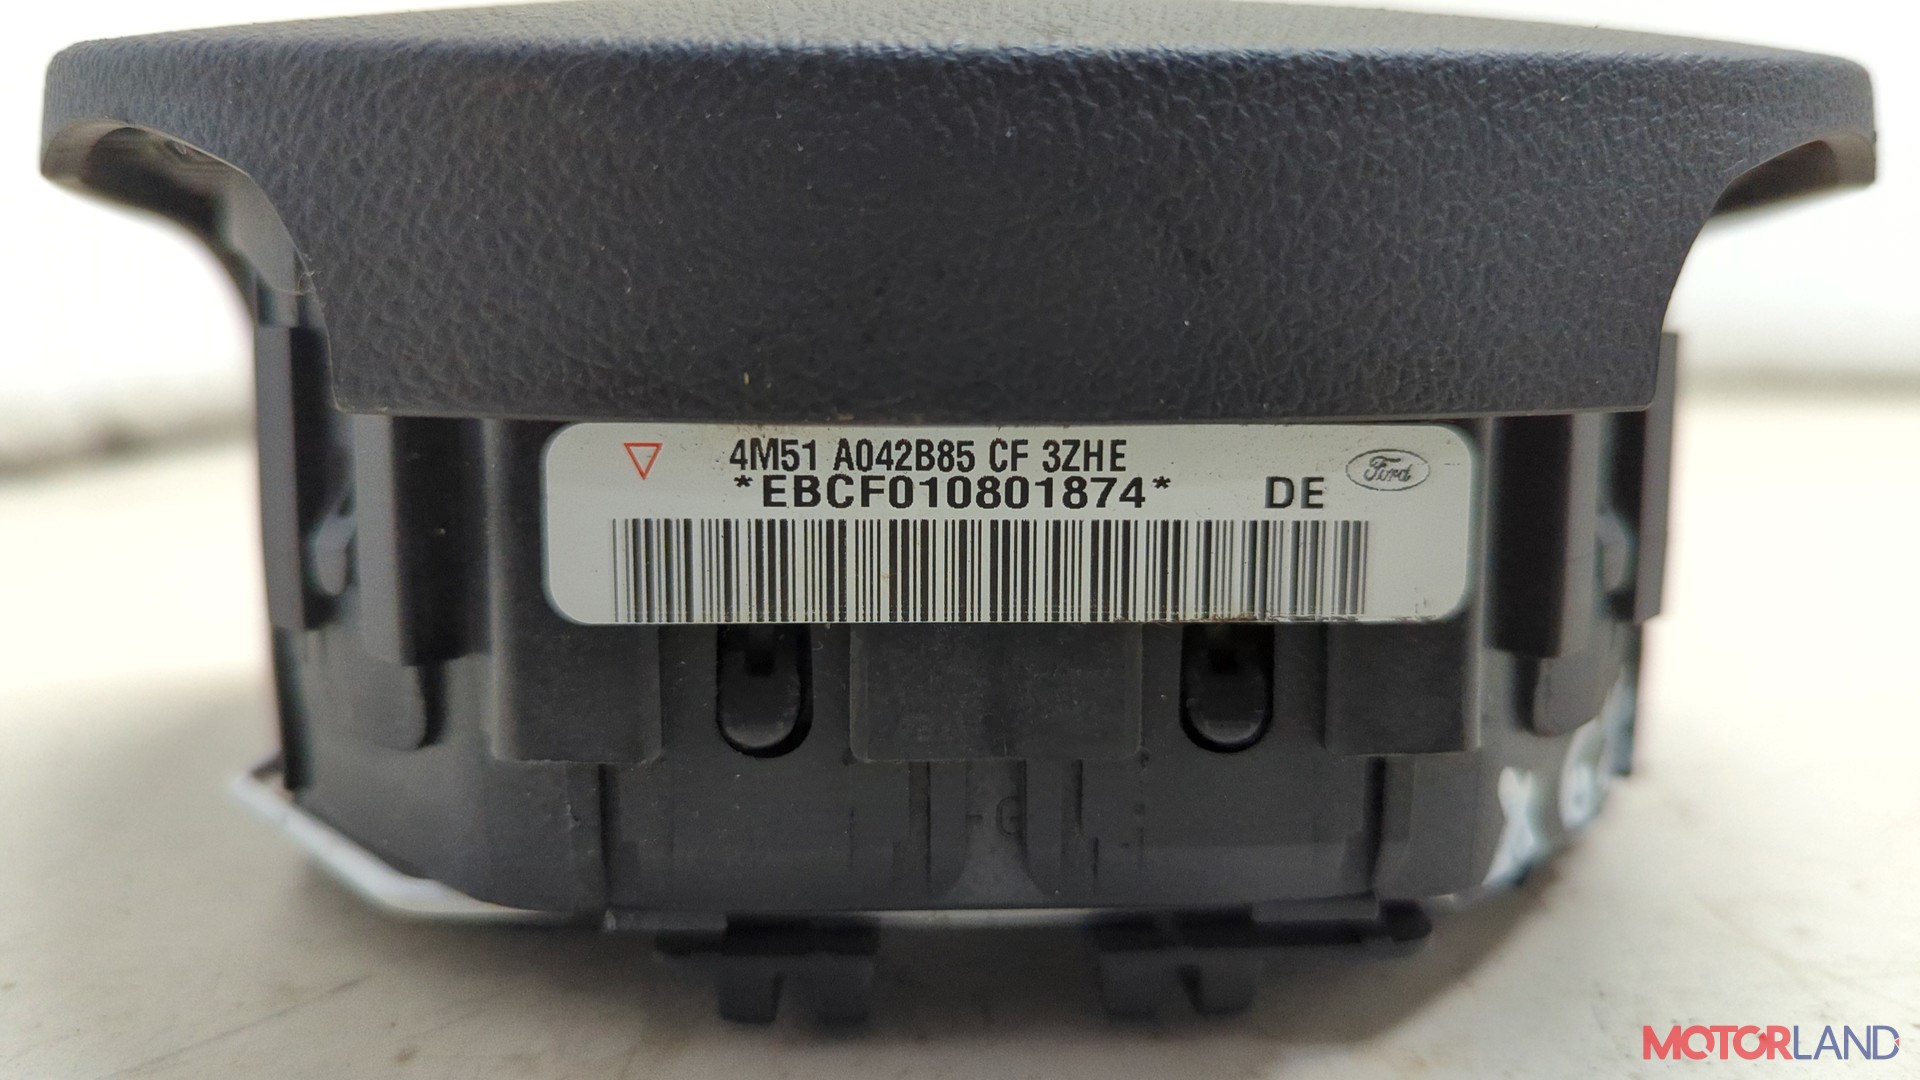 4M51 A042B85 CF 3ZHE
*EBCF010801874*
DE
Ford
MOTORLAND